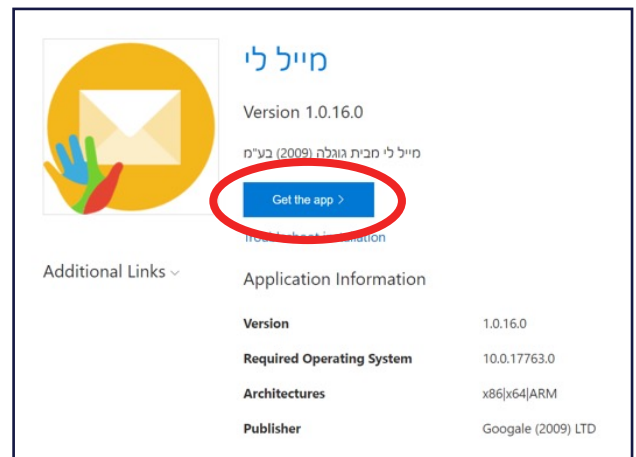 מייל לי
Version 1.0.16.0
מייל לי מבית גוגלה (2009) בע"מ
Get the app >
Troubleshoot installation
Additional Links
Application Information
Version 1.0.16.0
Required Operating System 10.0.17763.0
Architectures x86|x64|ARM
Publisher Googale (2009) LTD